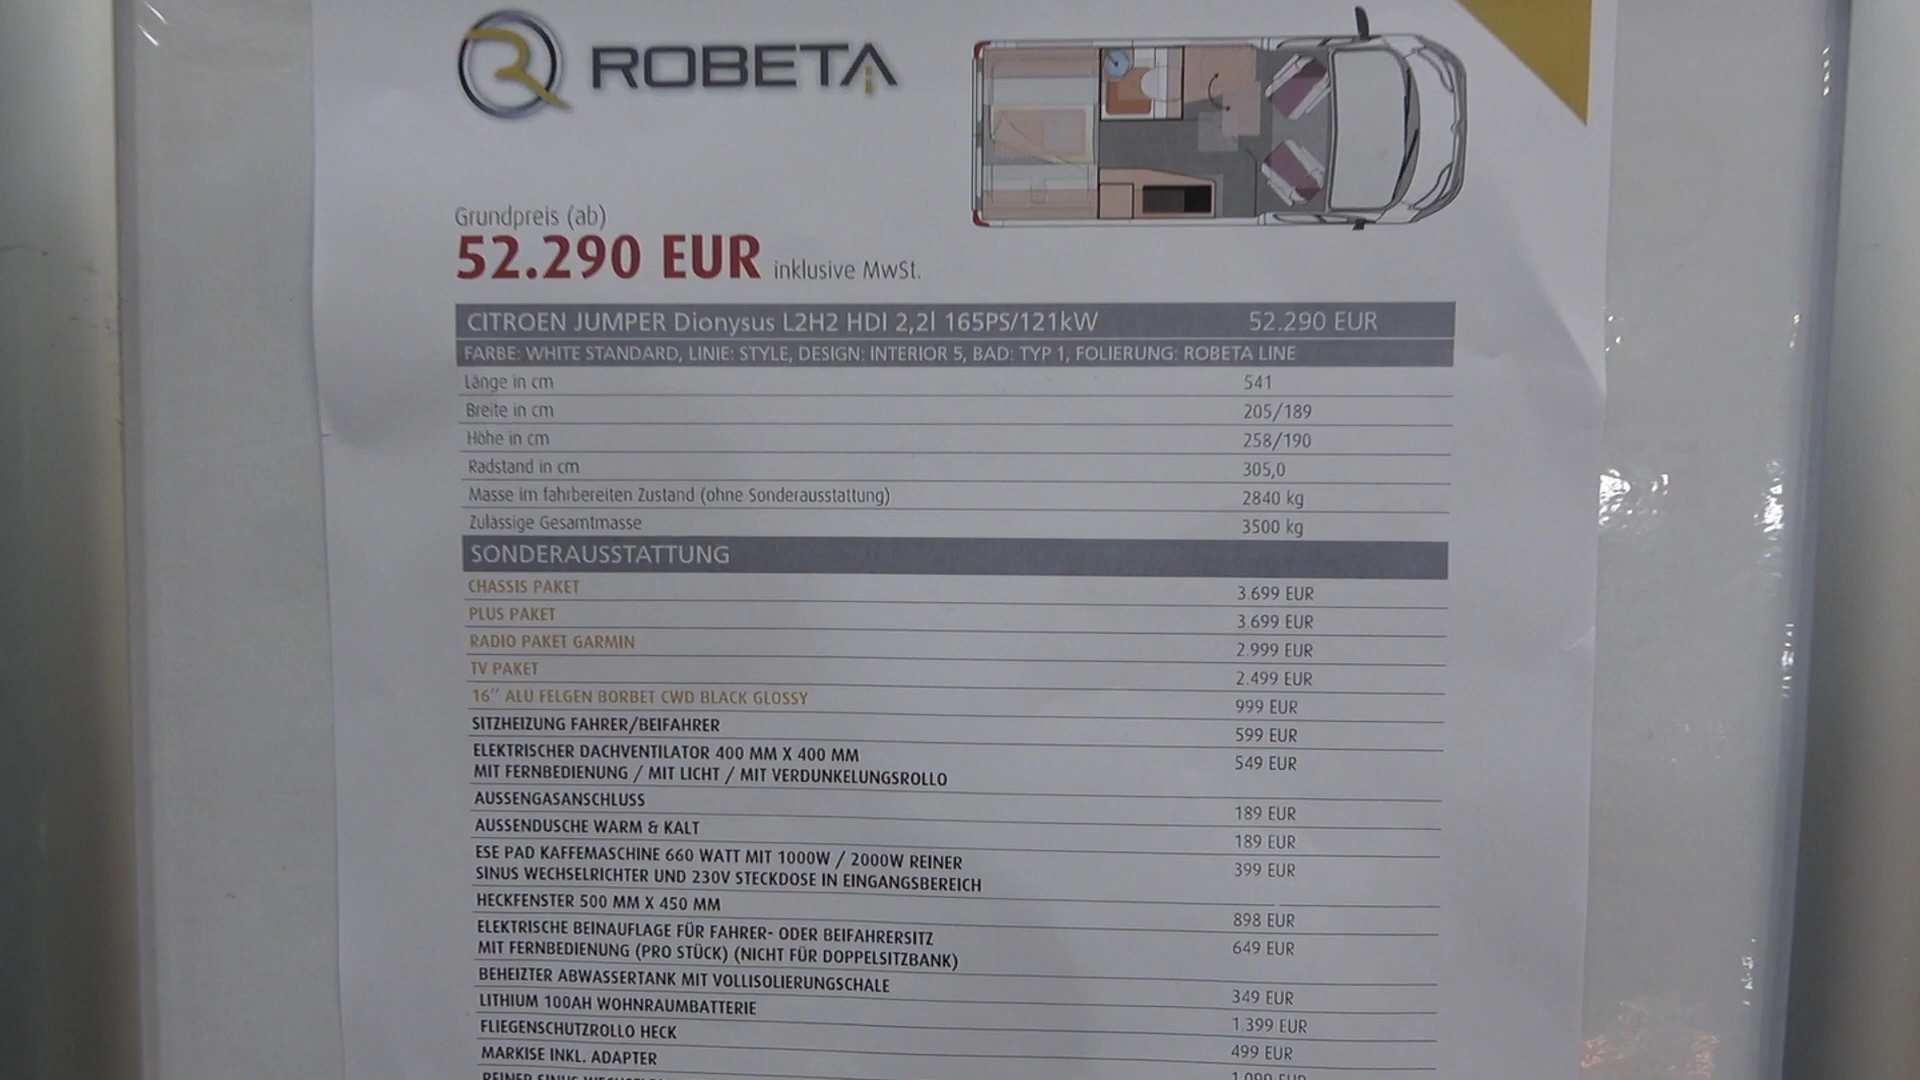 ROBETA
Grundpreis (ab)
52.290 EUR inklusive MwSt.
CITROEN JUMPER Dionysus L2H2 HDI 2,2l 165PS/121kW 52.290 EUR
FARBE: WHITE STANDARD, LINIE: STYLE, DESIGN: INTERIOR 5, BAD: TYP 1, FOLIERUNG: ROBETA LINE
Länge in cm 541
Breite in cm 205/189
Höhe in cm 258/190
Radstand in cm 305,0
Masse im fahrbereiten Zustand (ohne Sonderausstattung) 2840 kg
Zulässige Gesamtmasse 3500 kg
SONDERAUSSTATTUNG
CHASSIS PAKET 3.699 EUR
PLUS PAKET 3.699 EUR
RADIO PAKET GARMIN 2.999 EUR
TV PAKET 2.499 EUR
16’’ ALU FELGEN BORBET CWD BLACK GLOSSY 999 EUR
SITZHEIZUNG FAHRER/BEIFAHRER 599 EUR
ELEKTRISCHER DACHVENTILATOR 400 MM X 400 MM 549 EUR
MIT FERNBEDIENUNG / MIT LICHT / MIT VERDUNKELUNGSROLLO
AUSSENGASANSCHLUSS 189 EUR
AUSSENDUSCHE WARM & KALT 189 EUR
ESE PAD KAFFEMASCHINE 660 WATT MIT 1000W / 2000W REINER 399 EUR
SINUS WECHSELRICHTER UND 230V STECKDOSE IN EINGANGSBEREICH
HECKFENSTER 500 MM X 450 MM 898 EUR
ELEKTRISCHE BEINAUFLAGE FÜR FAHRER- ODER BEIFAHRERSITZ 649 EUR
MIT FERNBEDIENUNG (PRO STÜCK) (NICHT FÜR DOPPELSITZBANK)
BEHEIZTER ABWASSERTANK MIT VOLLISOLIERUNGSCHALE 349 EUR
LITHIUM 100AH WOHNRAUMBATTERIE 1.399 EUR
FLIEGENSCHUTZROLLO HECK 499 EUR
MARKISE INKL. ADAPTER
REINER SINUS